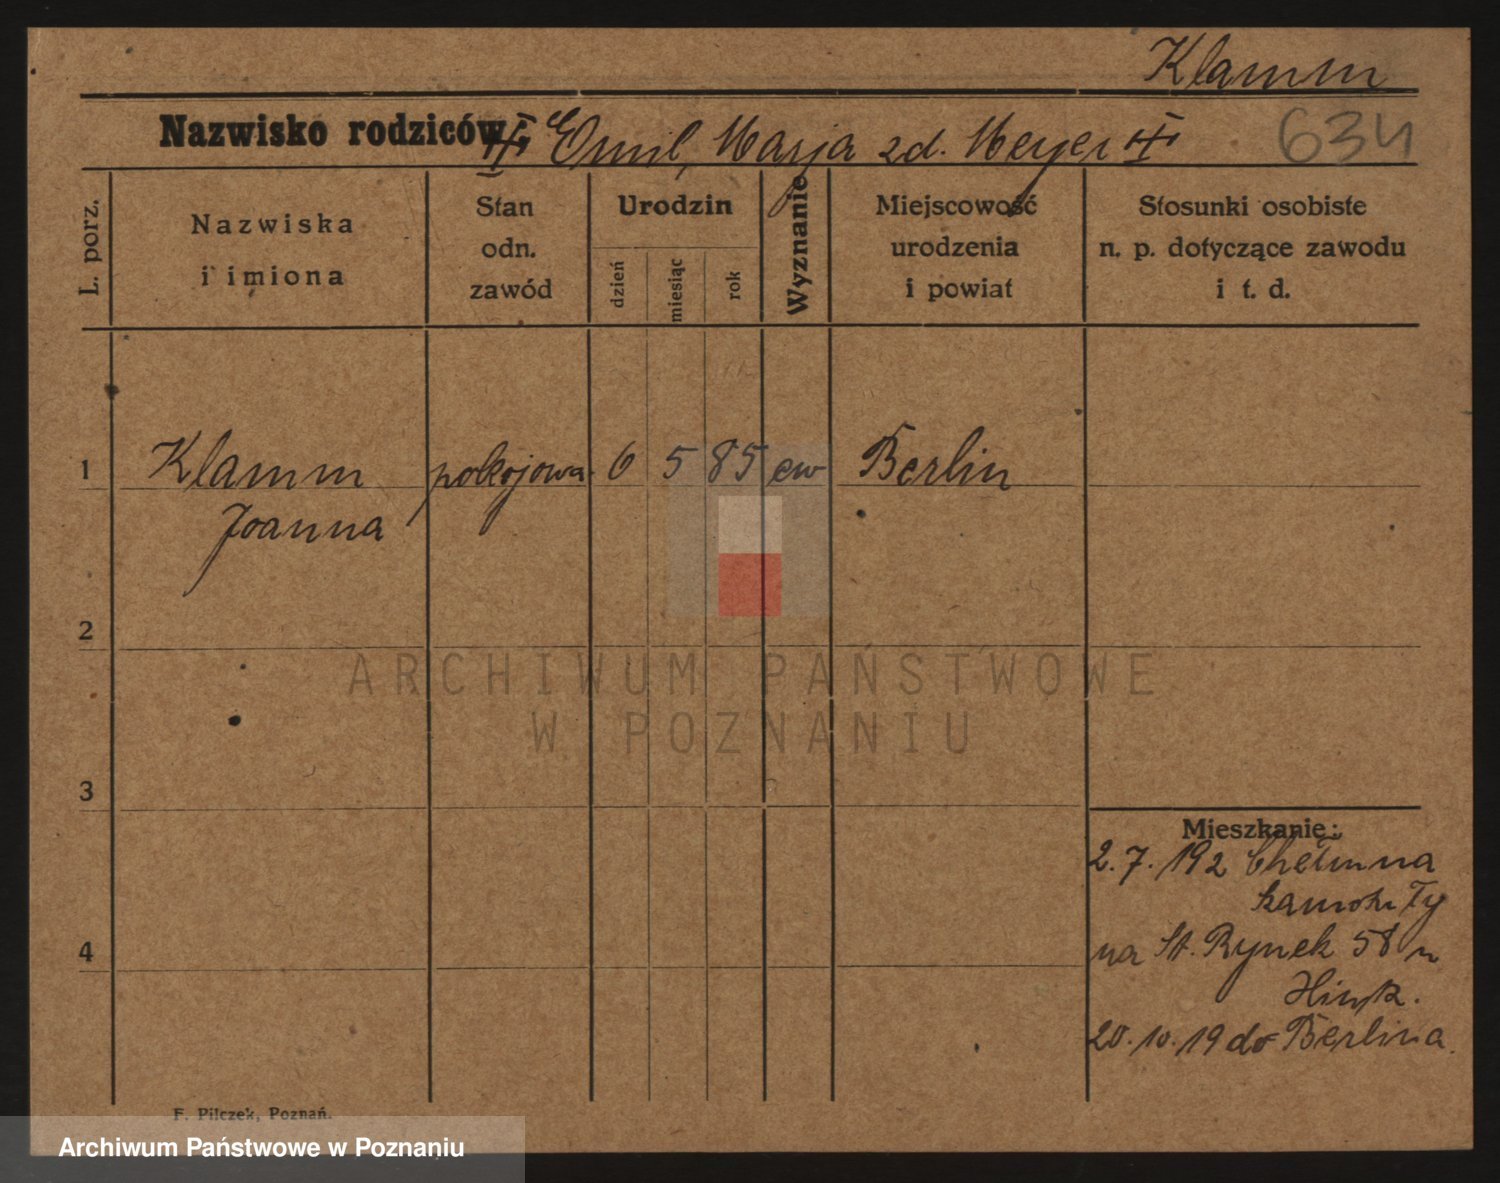 Klamm
Nazwisko rodziców Emil, Marja zd. Meyer
634
L. porz.
Nazwiska
i imiona
Stan
odn.
zawód
Urodzin
dzień
miesiąc
rok
Wyznanie
Miejscowość
urodzenia
i powiat
Stosunki osobiste
n. p. dotyczące zawodu
i t. d.
1 Klamm pokojowa 6 5 85 ew Berlin
Joanna
2
3
4
Mieszkanie:
2.7.192
na St. Rynek 58
20.10.19 do Berlina.
F. Pilczek, Poznań.
ARCHIWUM PAŃSTWOWE
W POZNANIU
Archiwum Państwowe w Poznaniu